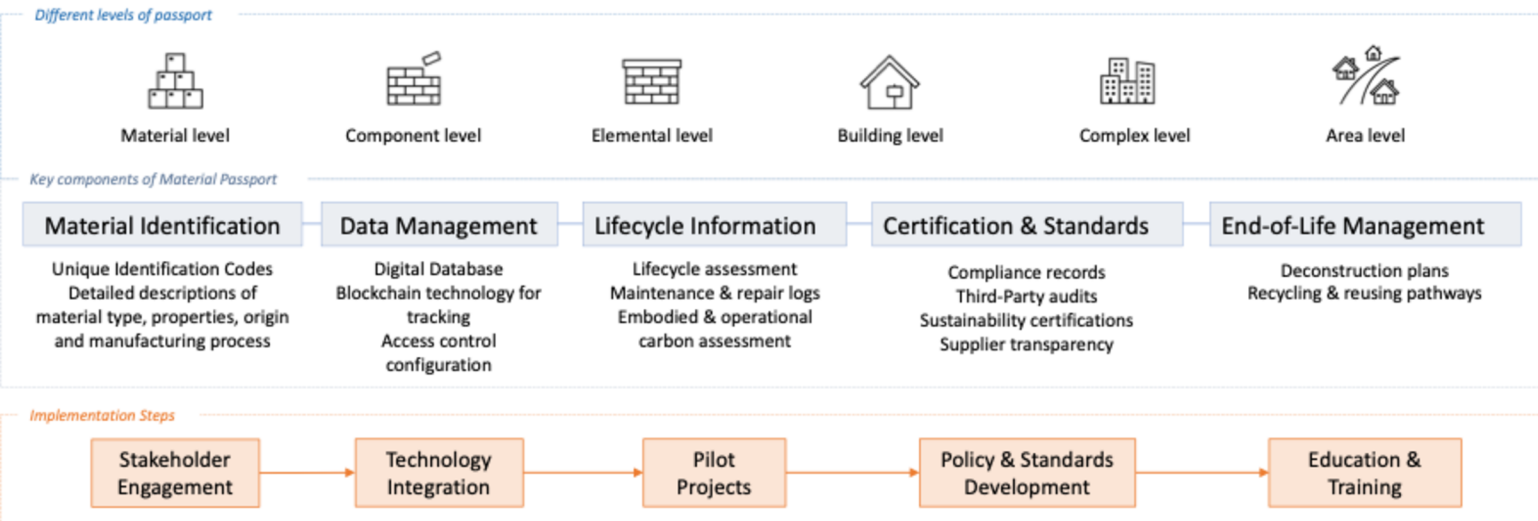 Different levels of passport
Material level
Component level
Elemental level
Building level
Complex level
Area level
Key components of Material Passport
Material Identification
Unique Identification Codes
Detailed descriptions of
material type, properties, origin
and manufacturing process
Data Management
Digital Database
Blockchain technology for
tracking
Access control
configuration
Lifecycle Information
Lifecycle assessment
Maintenance & repair logs
Embodied & operational
carbon assessment
Certification & Standards
Compliance records
Third-Party audits
Sustainability certifications
Supplier transparency
End-of-Life Management
Deconstruction plans
Recycling & reusing pathways
Implementation Steps
Stakeholder
Engagement
Technology
Integration
Pilot
Projects
Policy & Standards
Development
Education &
Training